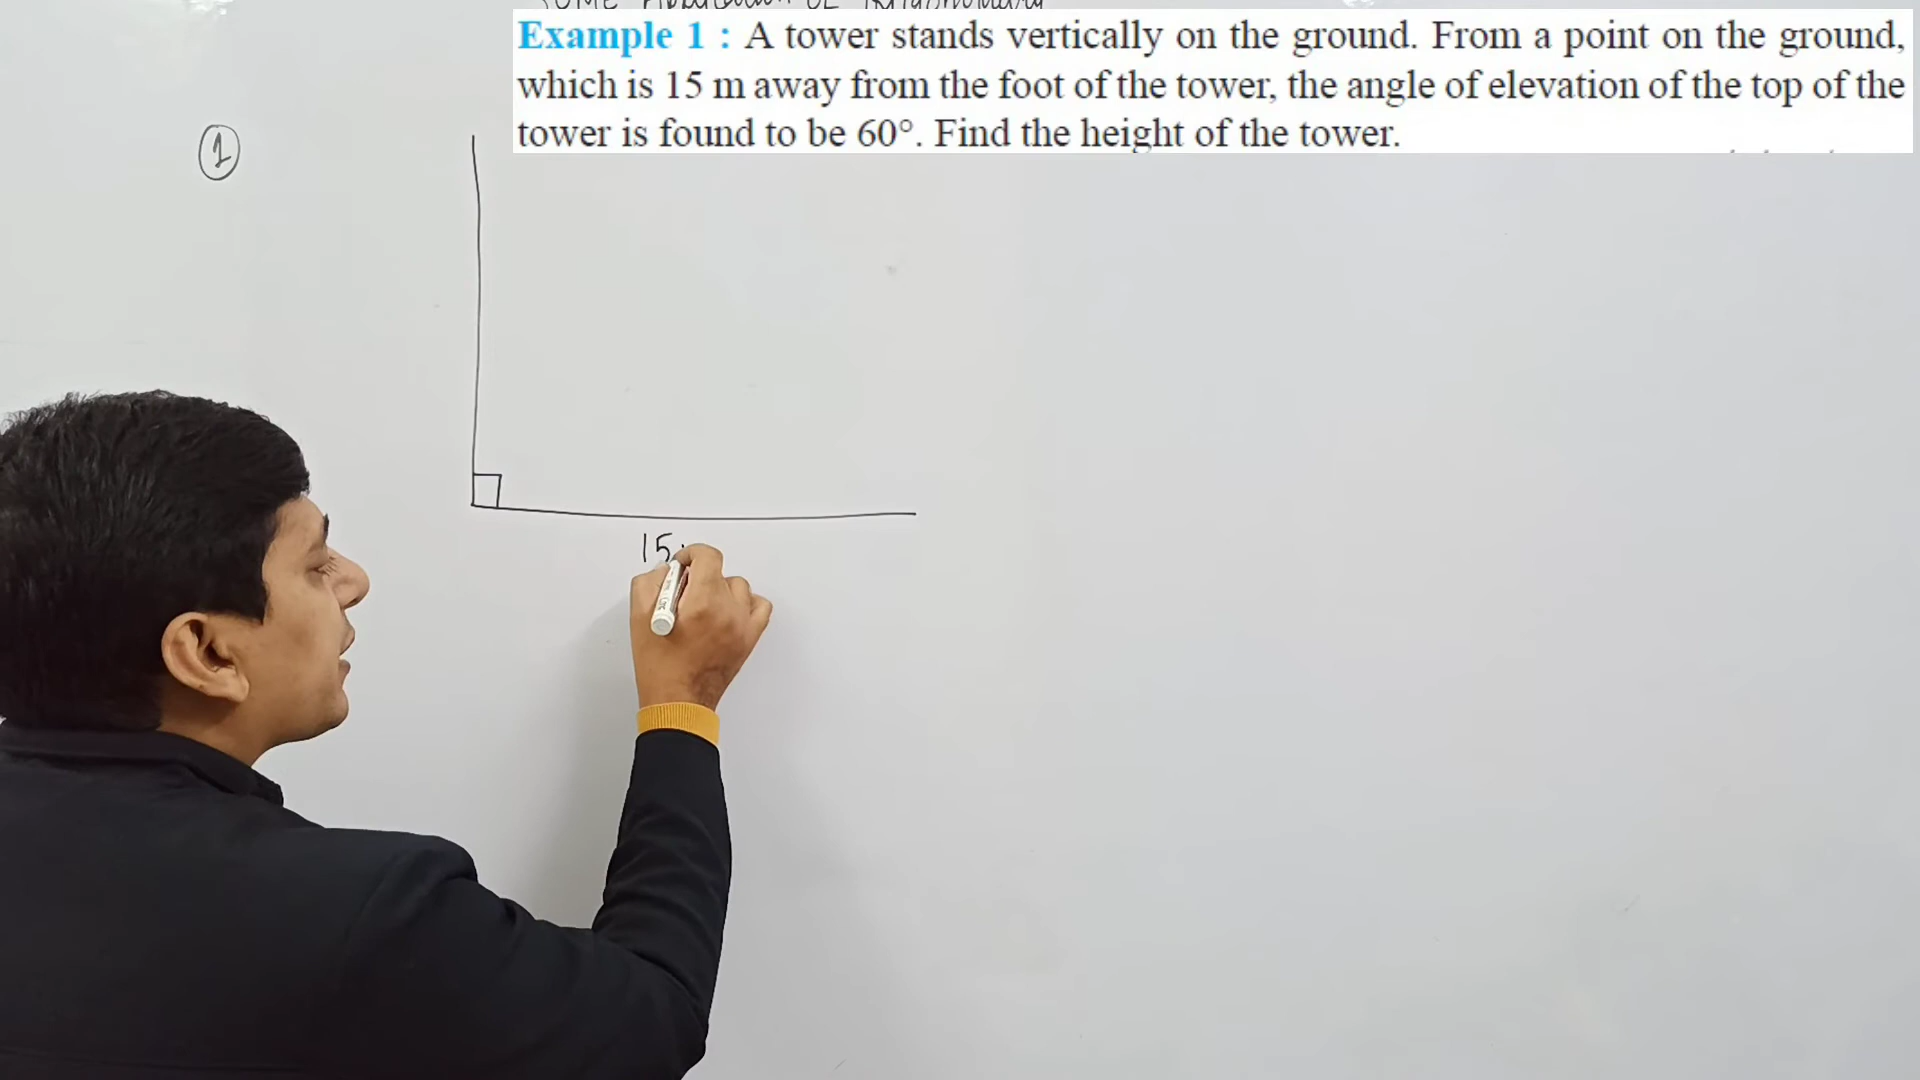 Example 1 : A tower stands vertically on the ground. From a point on the ground,
which is 15 m away from the foot of the tower, the angle of elevation of the top of the
tower is found to be 60°. Find the height of the tower.
1
15